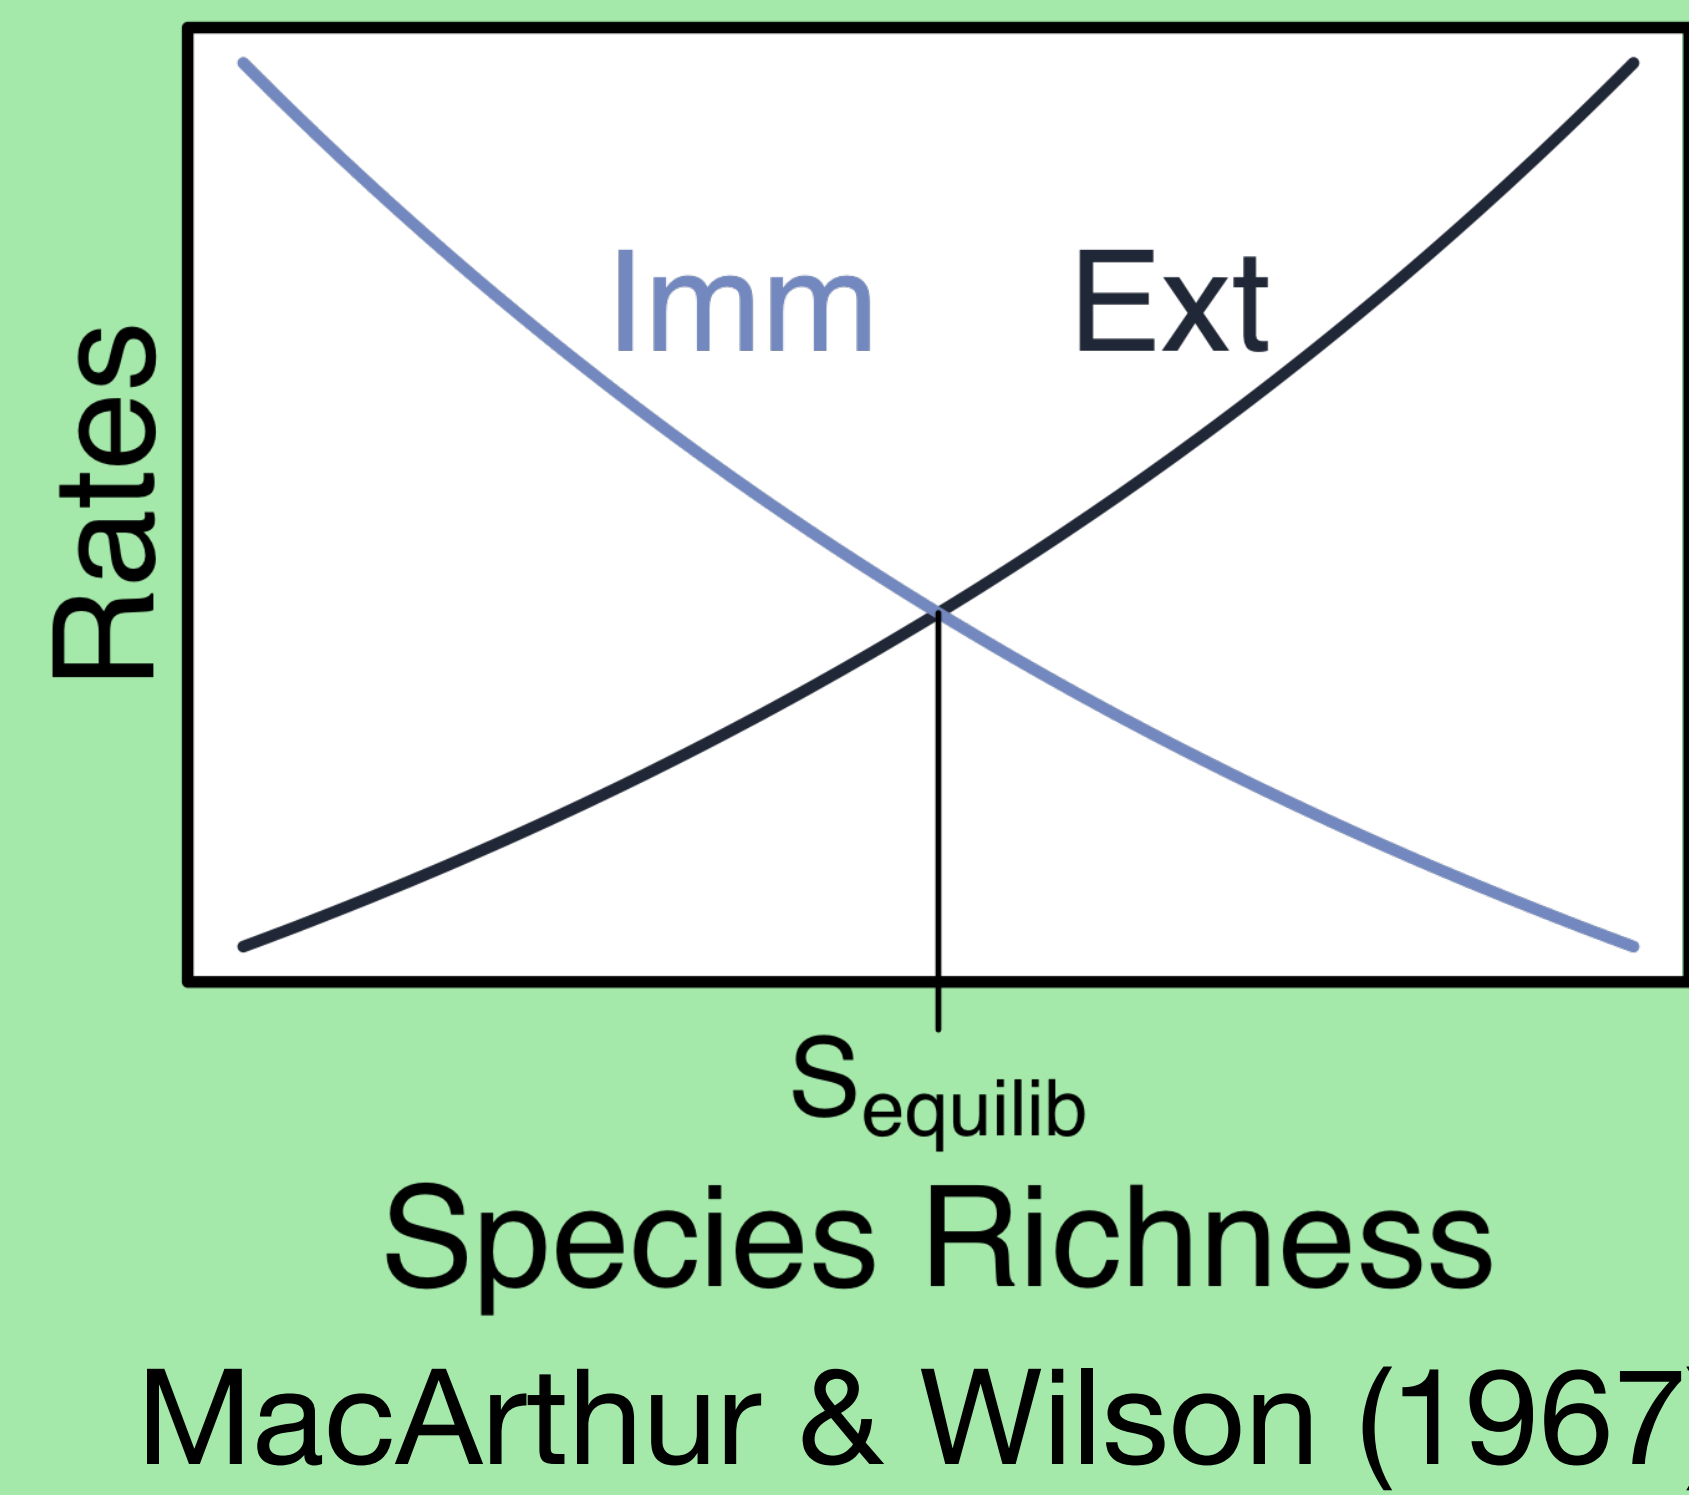 Imm
Ext
Rates
Sequilib
Species Richness
MacArthur & Wilson (1967)